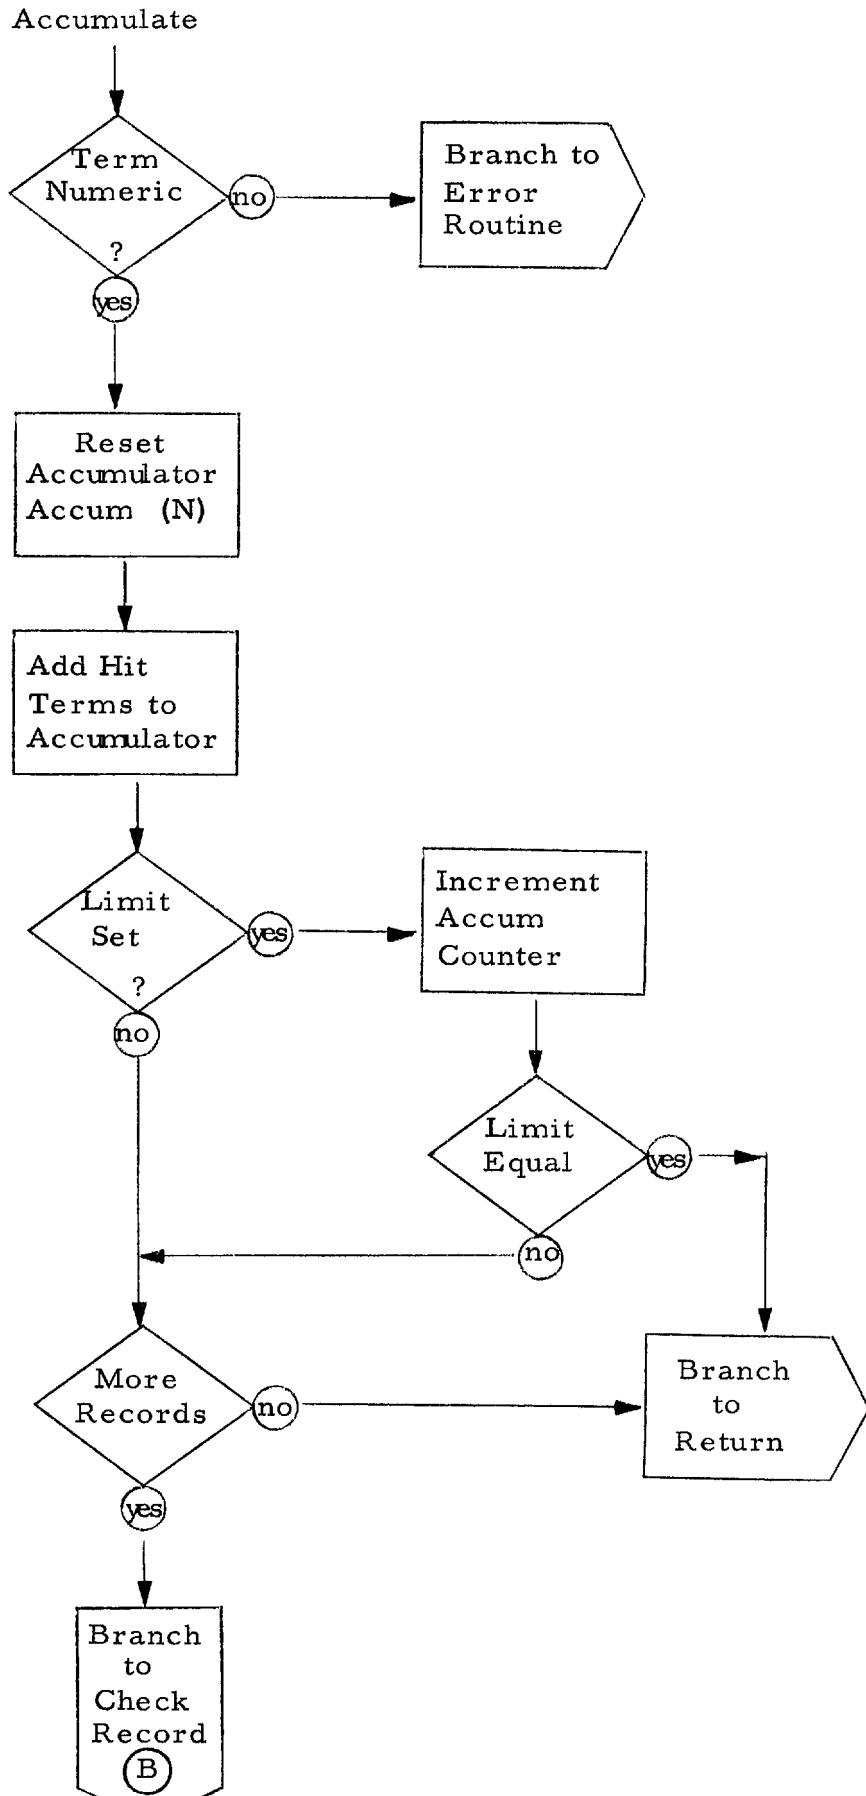 Accumulate
Term
Numeric
?
no
Branch to
Error
Routine
yes
Reset
Accumulator
Accum (N)
Add Hit
Terms to
Accumulator
Limit
Set
?
yes
Increment
Accum
Counter
no
Limit
Equal
yes
no
More
Records
no
Branch
to
Return
yes
Branch
to
Check
Record
B